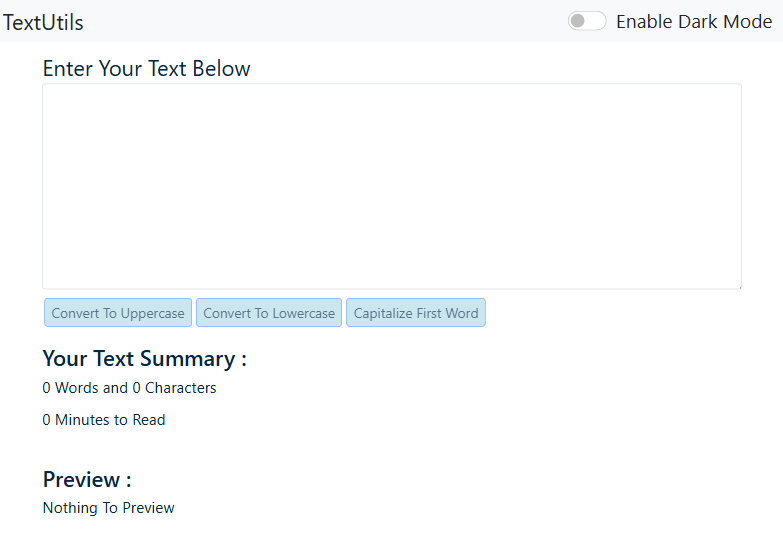 TextUtils
Enable Dark Mode
Enter Your Text Below
Convert To Uppercase Convert To Lowercase Capitalize First Word
Your Text Summary :
0 Words and 0 Characters
0 Minutes to Read
Preview :
Nothing To Preview